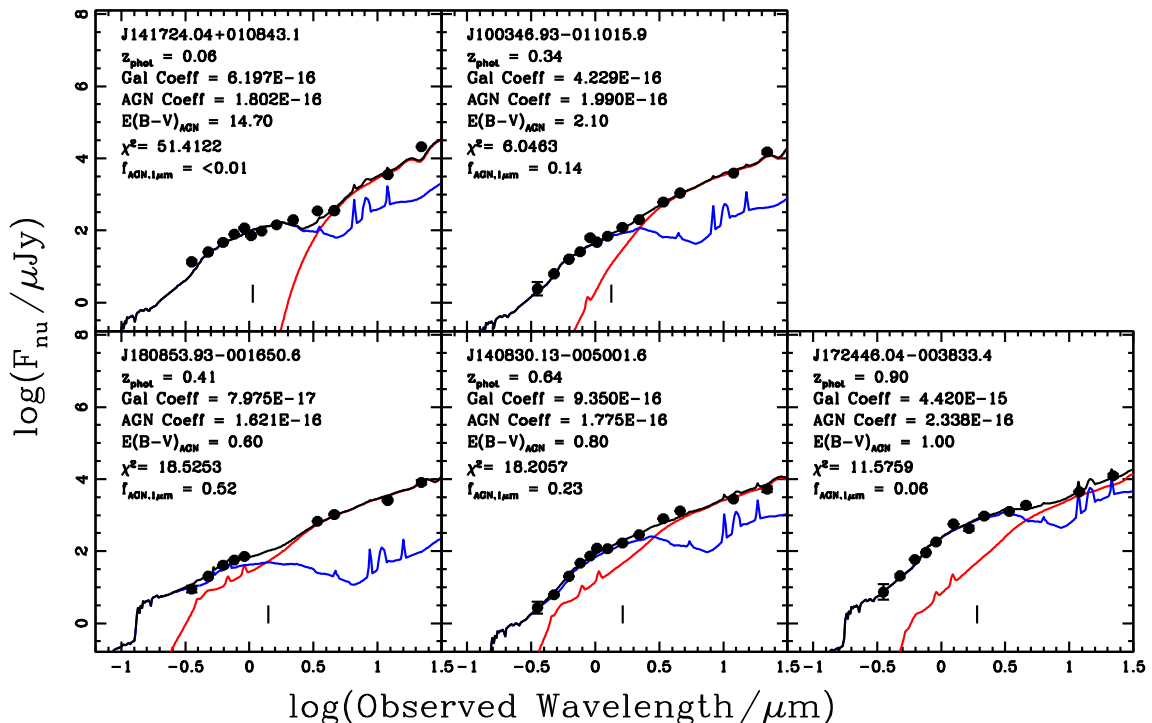 J141724.04+010843.1
z_phot = 0.06
Gal Coeff = 6.197E-16
AGN Coeff = 1.802E-16
E(B-V)_AGN = 14.70
χ²= 51.4122
f_AGN,1μm = <0.01
J100346.93-011015.9
z_phot = 0.34
Gal Coeff = 4.229E-16
AGN Coeff = 1.990E-16
E(B-V)_AGN = 2.10
χ²= 6.0463
f_AGN,1μm = 0.14
8
6
4
2
0
J180853.93-001650.6
z_phot = 0.41
Gal Coeff = 7.975E-17
AGN Coeff = 1.621E-16
E(B-V)_AGN = 0.60
χ²= 18.5253
f_AGN,1μm = 0.52
J140830.13-005001.6
z_phot = 0.64
Gal Coeff = 9.350E-16
AGN Coeff = 1.775E-16
E(B-V)_AGN = 0.80
χ²= 18.2057
f_AGN,1μm = 0.23
J172446.04-003833.4
z_phot = 0.90
Gal Coeff = 4.420E-15
AGN Coeff = 2.338E-16
E(B-V)_AGN = 1.00
χ²= 11.5759
f_AGN,1μm = 0.06
8
6
4
2
0
-1 -0.5 0 0.5 1 1.5
-1 -0.5 0 0.5 1 1.5
-1 -0.5 0 0.5 1 1.5
log(F_nu/μJy)
log(Observed Wavelength/μm)